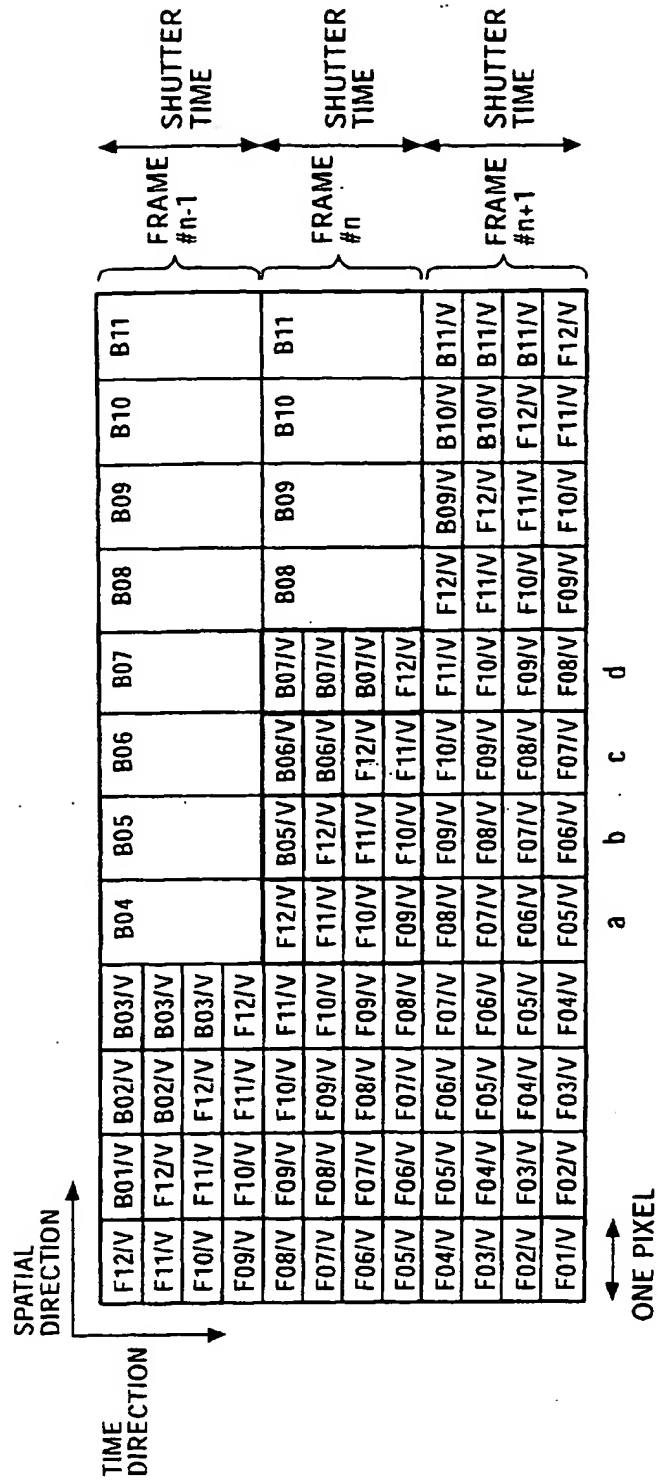 SPATIAL
DIRECTION
TIME
DIRECTION
F12/V B01/V B02/V B03/V B04 B05 B06 B07 B08 B09 B10 B11
F11/V F12/V B02/V B03/V
F10/V F11/V F12/V B03/V
F09/V F10/V F11/V F12/V
FRAME
#n-1
SHUTTER
TIME
F08/V F09/V F10/V F11/V F12/V B05/V B06/V B07/V B08 B09 B10 B11
F07/V F08/V F09/V F10/V F11/V F12/V B06/V B07/V
F06/V F07/V F08/V F09/V F10/V F11/V F12/V B07/V
F05/V F06/V F07/V F08/V F09/V F10/V F11/V F12/V
FRAME
#n
SHUTTER
TIME
F04/V F05/V F06/V F07/V F08/V F09/V F10/V F11/V F12/V B09/V B10/V B11/V
F03/V F04/V F05/V F06/V F07/V F08/V F09/V F10/V F11/V F12/V B10/V B11/V
F02/V F03/V F04/V F05/V F06/V F07/V F08/V F09/V F10/V F11/V F12/V B11/V
F01/V F02/V F03/V F04/V F05/V F06/V F07/V F08/V F09/V F10/V F11/V F12/V
FRAME
#n+1
SHUTTER
TIME
a b c d
ONE PIXEL